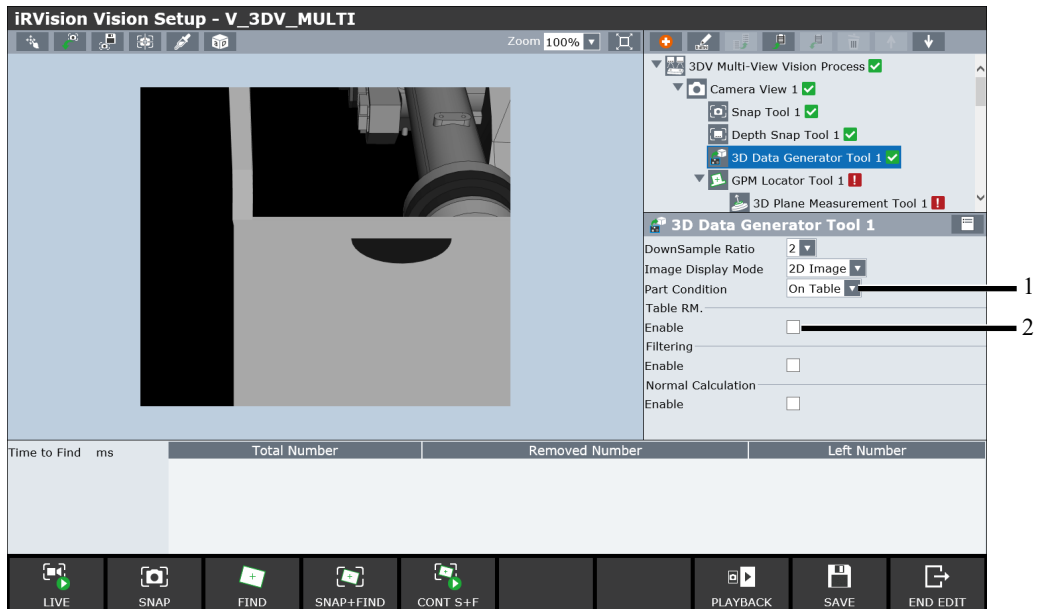 iRVision Vision Setup - V_3DV_MULTI
Zoom 100%
3DV Multi-View Vision Process
Camera View 1
Snap Tool 1
Depth Snap Tool 1
3D Data Generator Tool 1
GPM Locator Tool 1
3D Plane Measurement Tool 1
3D Data Generator Tool 1
DownSample Ratio 2
Image Display Mode 2D Image
Part Condition On Table 1
Table RM.
Enable 2
Filtering
Enable
Normal Calculation
Enable
Time to Find ms Total Number Removed Number Left Number
LIVE SNAP FIND SNAP+FIND CONT S+F PLAYBACK SAVE END EDIT